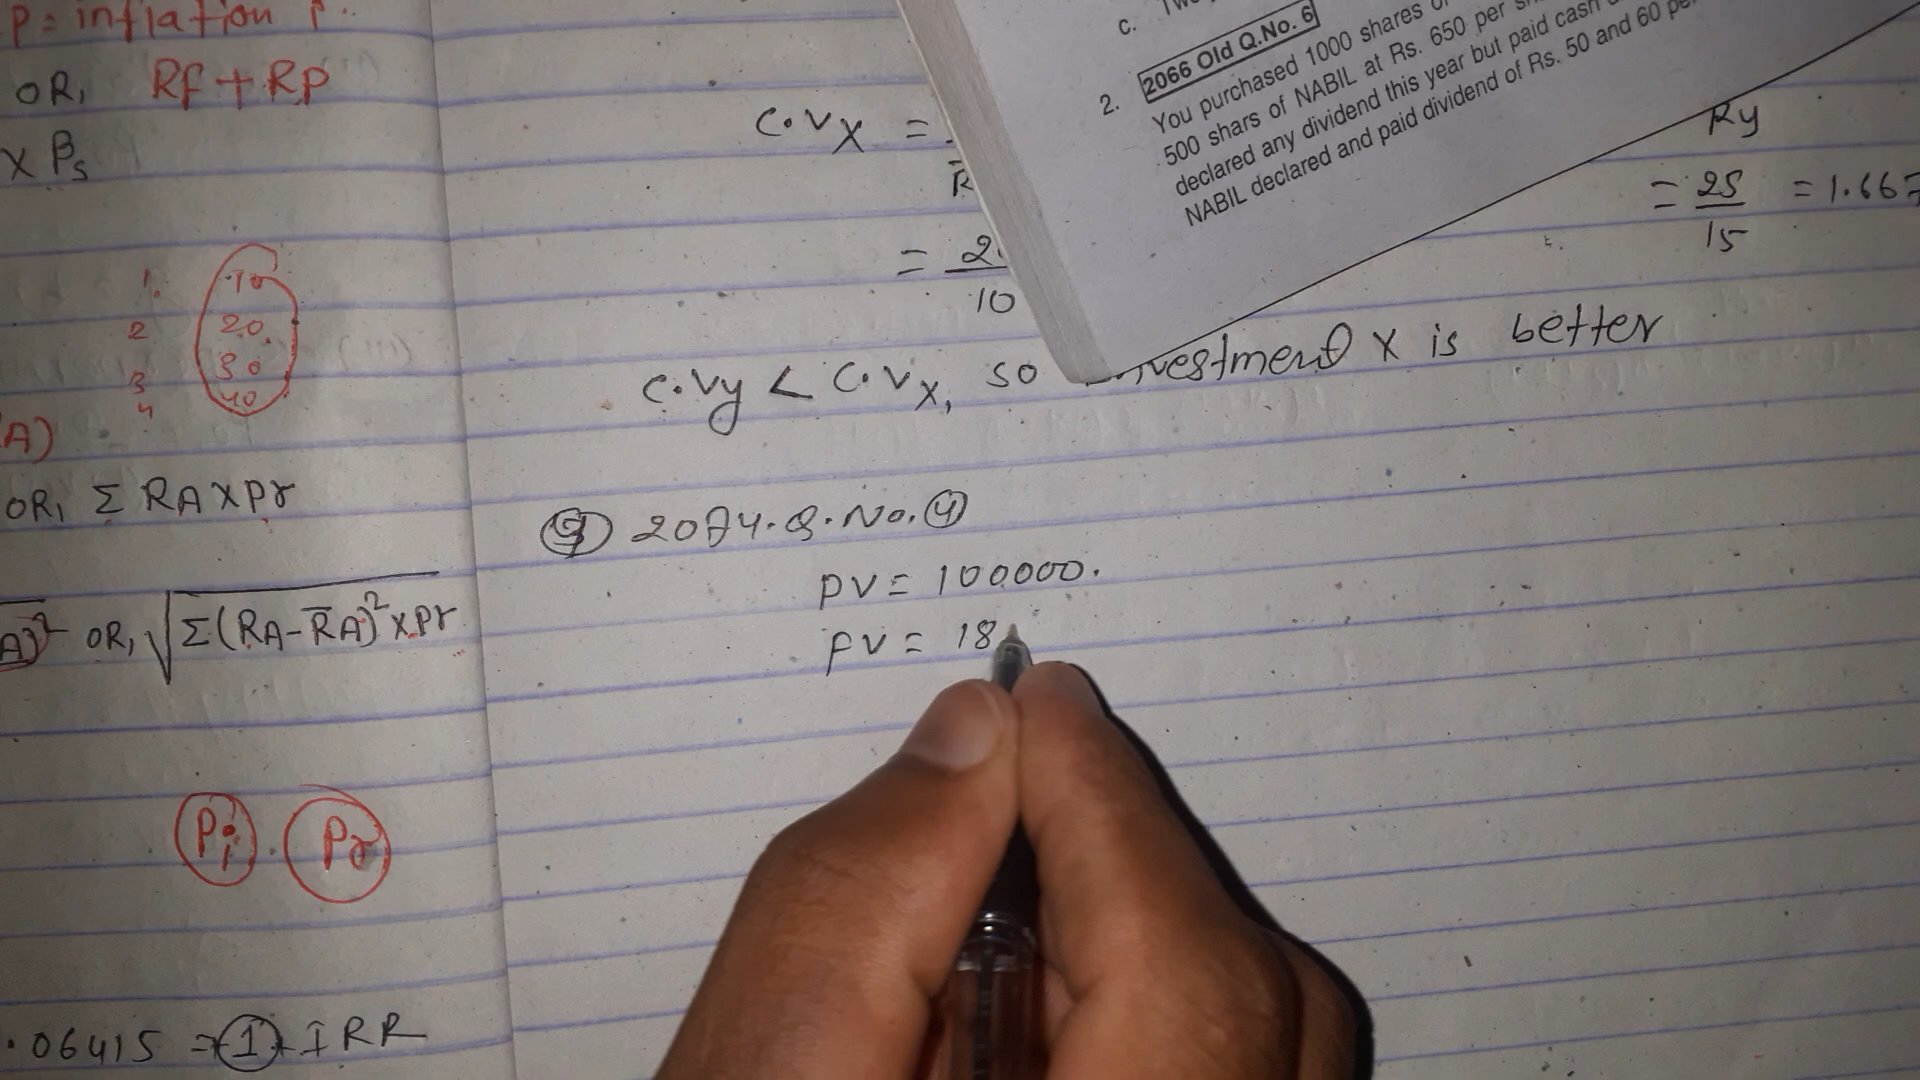 P = inflation r.
OR, RF + RP
X βs
1. 10
2 20
3 30
4 40
A)
OR, Σ RA X Pr
A)² OR, √Σ(RA-R̅A)² X Pr
Pi . Pr
.06415 ⇒ 1 IRR
C.VX =
R
= 2
10
Ry
= 25 = 1.667
15
C.Vy < C.VX, so investment X is better
9 2074.Q.No.4
PV = 100000.
FV = 18
c.
2. 2066 Old Q.No. 6
You purchased 1000 shares
500 shars of NABIL at Rs. 650 per
declared any dividend this year but paid cash
NABIL declared and paid dividend of Rs. 50 and 60